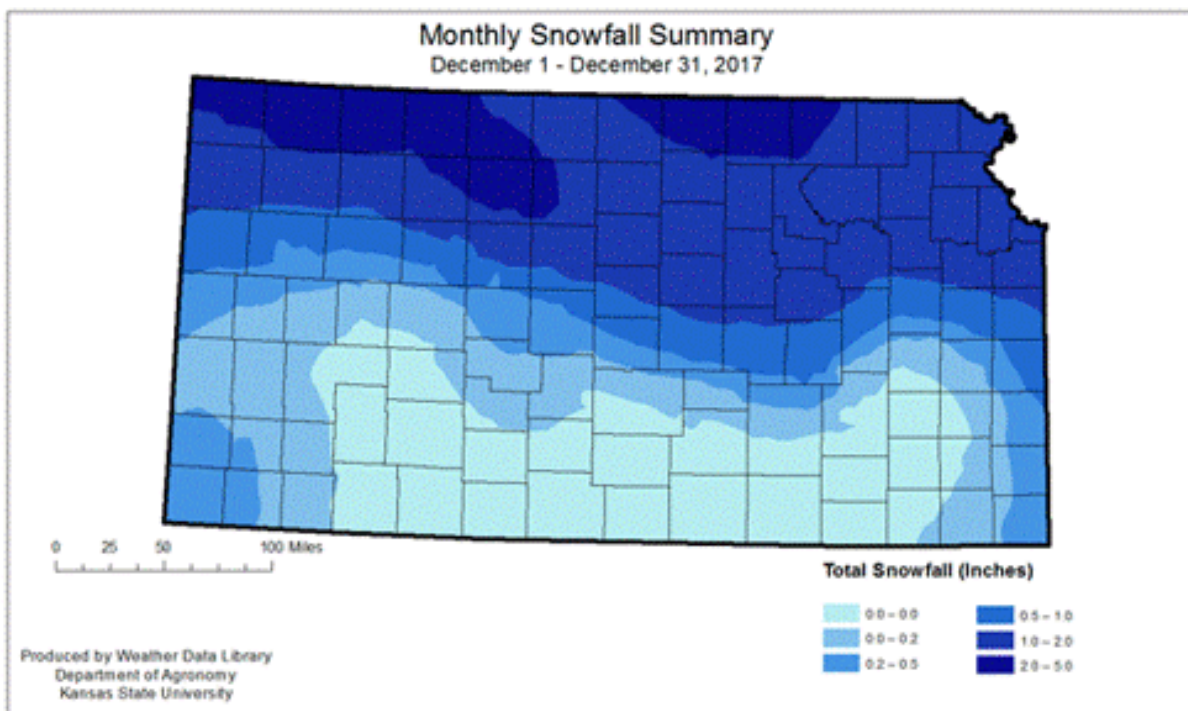 Monthly Snowfall Summary
December 1 - December 31, 2017
0 25 50 100 Miles
Total Snowfall (Inches)
0.0 – 0.0
0.0 – 0.2
0.2 – 0.5
0.5 – 1.0
1.0 – 2.0
2.0 – 5.0
Produced by Weather Data Library
Department of Agronomy
Kansas State University